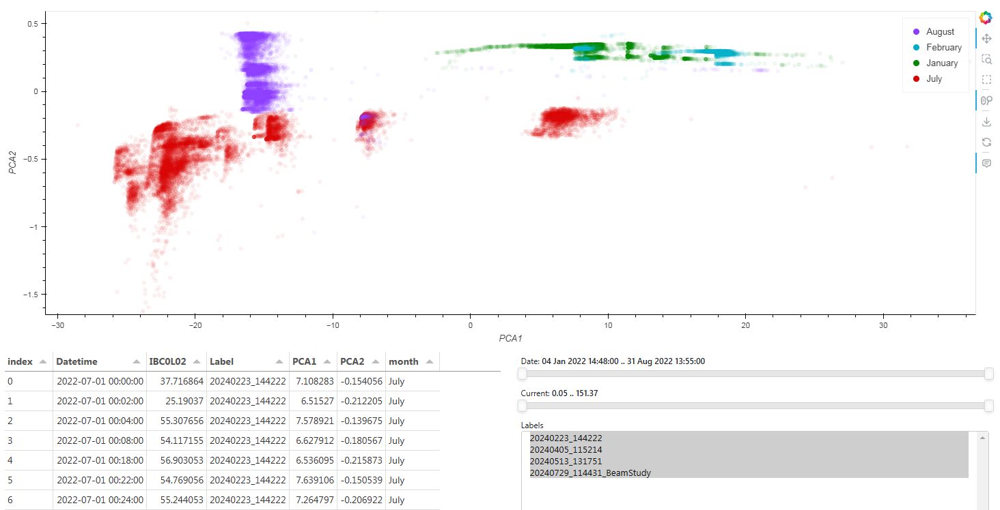 0.5
0
−0.5
−1
−1.5
PCA2
August
February
January
July
−30
−20
−10
0
10
20
30
PCA1
index Datetime IBC0L02 Label PCA1 PCA2 month
0 2022-07-01 00:00:00 37.716864 20240223_144222 7.108283 -0.154056 July
1 2022-07-01 00:02:00 25.19037 20240223_144222 6.51527 -0.212205 July
2 2022-07-01 00:04:00 55.307656 20240223_144222 7.578921 -0.139675 July
3 2022-07-01 00:08:00 54.117155 20240223_144222 6.627912 -0.180567 July
4 2022-07-01 00:18:00 56.903053 20240223_144222 6.536095 -0.215873 July
5 2022-07-01 00:22:00 54.769056 20240223_144222 7.639106 -0.150539 July
6 2022-07-01 00:24:00 55.244053 20240223_144222 7.264797 -0.206922 July
Date: 04 Jan 2022 14:48:00 .. 31 Aug 2022 13:55:00
Current: 0.05 .. 151.37
Labels
20240223_144222
20240405_115214
20240513_131751
20240729_114431_BeamStudy